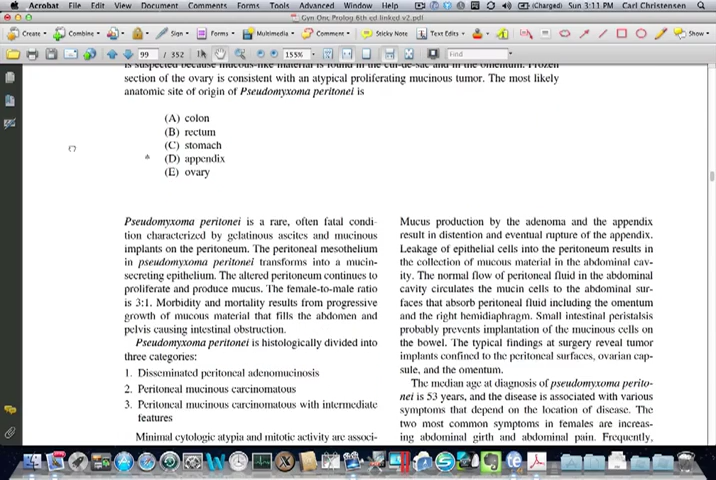 Acrobat File Edit View Document Comments Forms Tools Advanced Window Help (Charged) Sun 3:11 PM Carl Christensen
Gyn Onc Prolog 6th ed linked v2.pdf
Create Combine Sign Forms Multimedia Comment Sticky Note Text Edits Show
99 / 352 155% Find
is suspected because mucous-like material is found in the cul-de-sac and in the omentum. Frozen
section of the ovary is consistent with an atypical proliferating mucinous tumor. The most likely
anatomic site of origin of Pseudomyxoma peritonei is
(A) colon
(B) rectum
(C) stomach
* (D) appendix
(E) ovary
Pseudomyxoma peritonei is a rare, often fatal condi-
tion characterized by gelatinous ascites and mucinous
implants on the peritoneum. The peritoneal mesothelium
in pseudomyxoma peritonei transforms into a mucin-
secreting epithelium. The altered peritoneum continues to
proliferate and produce mucus. The female-to-male ratio
is 3:1. Morbidity and mortality results from progressive
growth of mucous material that fills the abdomen and
pelvis causing intestinal obstruction.
Pseudomyxoma peritonei is histologically divided into
three categories:
1. Disseminated peritoneal adenomucinosis
2. Peritoneal mucinous carcinomatous
3. Peritoneal mucinous carcinomatous with intermediate
features
Minimal cytologic atypia and mitotic activity are associ-
Mucus production by the adenoma and the appendix
result in distention and eventual rupture of the appendix.
Leakage of epithelial cells into the peritoneum results in
the collection of mucous material in the abdominal cav-
ity. The normal flow of peritoneal fluid in the abdominal
cavity circulates the mucin cells to the abdominal sur-
faces that absorb peritoneal fluid including the omentum
and the right hemidiaphragm. Small intestinal peristalsis
probably prevents implantation of the mucinous cells on
the bowel. The typical findings at surgery reveal tumor
implants confined to the peritoneal surfaces, ovarian cap-
sule, and the omentum.
The median age at diagnosis of pseudomyxoma perito-
nei is 53 years, and the disease is associated with various
symptoms that depend on the location of disease. The
two most common symptoms in females are increas-
ing abdominal girth and abdominal pain. Frequently,